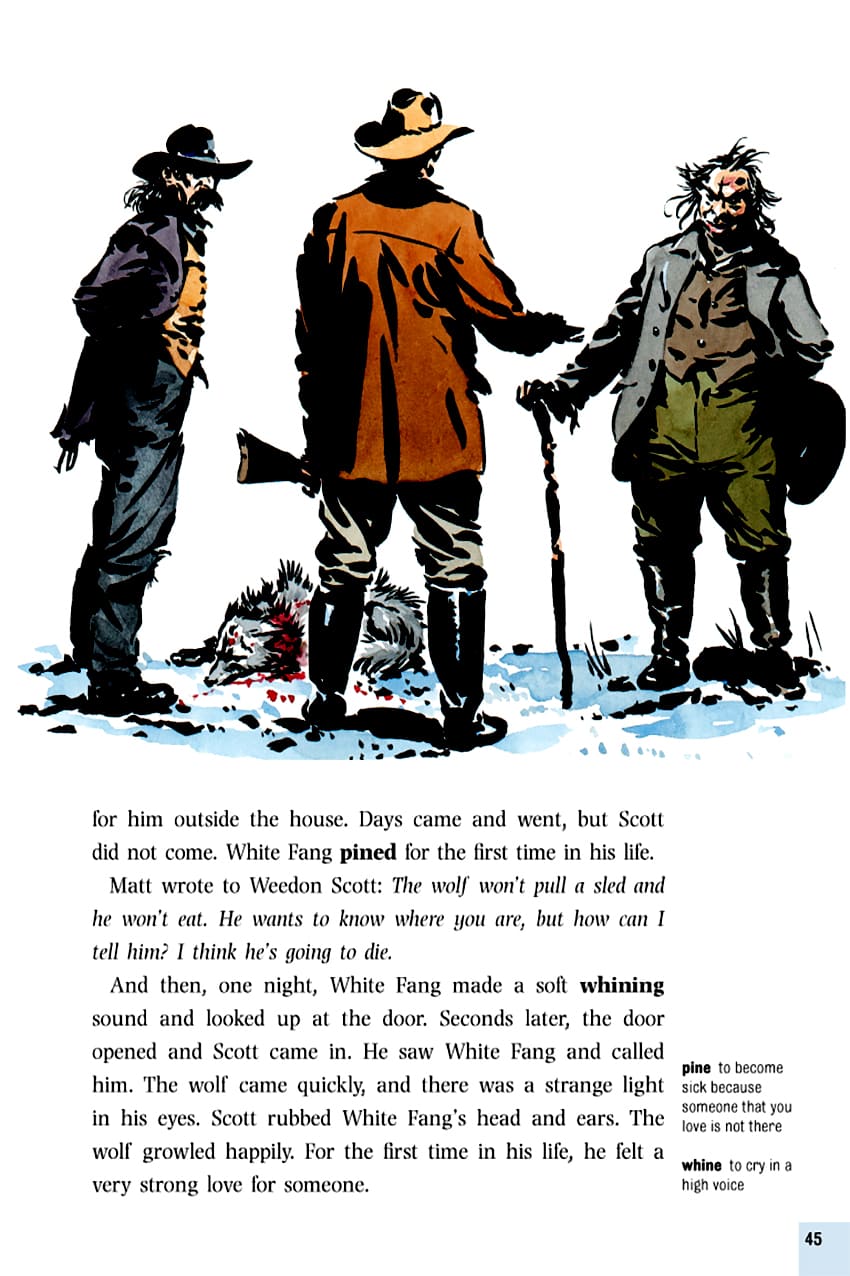 for him outside the house. Days came and went, but Scott
did not come. White Fang pined for the first time in his life.
Matt wrote to Weedon Scott: The wolf won't pull a sled and
he won't eat. He wants to know where you are, but how can I
tell him? I think he's going to die.
And then, one night, White Fang made a soft whining
sound and looked up at the door. Seconds later, the door
opened and Scott came in. He saw White Fang and called
him. The wolf came quickly, and there was a strange light
in his eyes. Scott rubbed White Fang's head and ears. The
wolf growled happily. For the first time in his life, he felt a
very strong love for someone.
pine to become
sick because
someone that you
love is not there
whine to cry in a
high voice
45